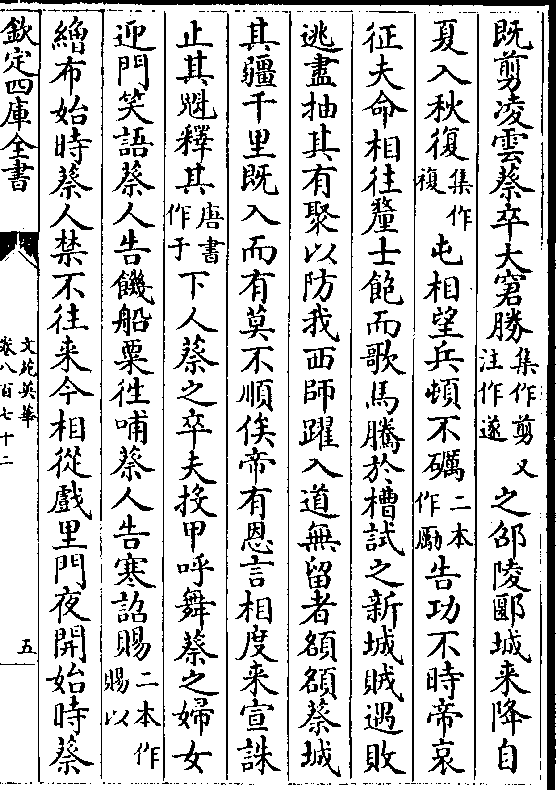 既剪凌雲蔡卒大窘勝集作剪又注作遂之邵陵郾城来降自
夏入秋復集作複屯相望兵頓不礪二本作勵告功不時帝哀
征夫命相往釐士飽而歌馬騰於槽試之新城賊遇敗
逃盡抽其有聚以防我西師躍入道無留者頟頟蔡城
其疆千里既入而有莫不順俟帝有恩言相度来宣誅
止其魁釋其唐書作于下人蔡之卒夫投甲呼舞蔡之婦女
迎門笑語蔡人告饑船粟徃哺蔡人告寒詔賜二本作賜以
繒布始時蔡人禁不往来今相從戲里門夜開始時蔡
欽定四庫全書
文苑英華
卷八百七十二
五